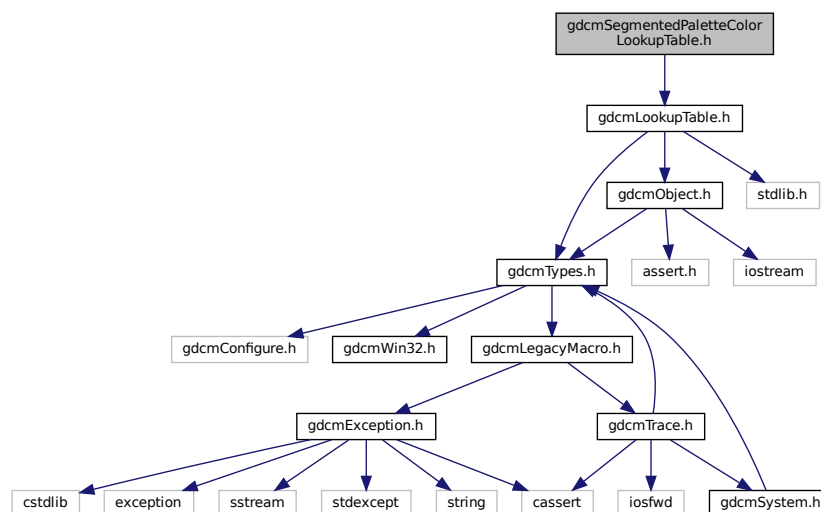 gdcmSegmentedPaletteColor
LookupTable.h
gdcmLookupTable.h
gdcmObject.h
stdlib.h
gdcmTypes.h
assert.h
iostream
gdcmConfigure.h
gdcmWin32.h
gdcmLegacyMacro.h
gdcmException.h
gdcmTrace.h
cstdlib
exception
sstream
stdexcept
string
cassert
iosfwd
gdcmSystem.h